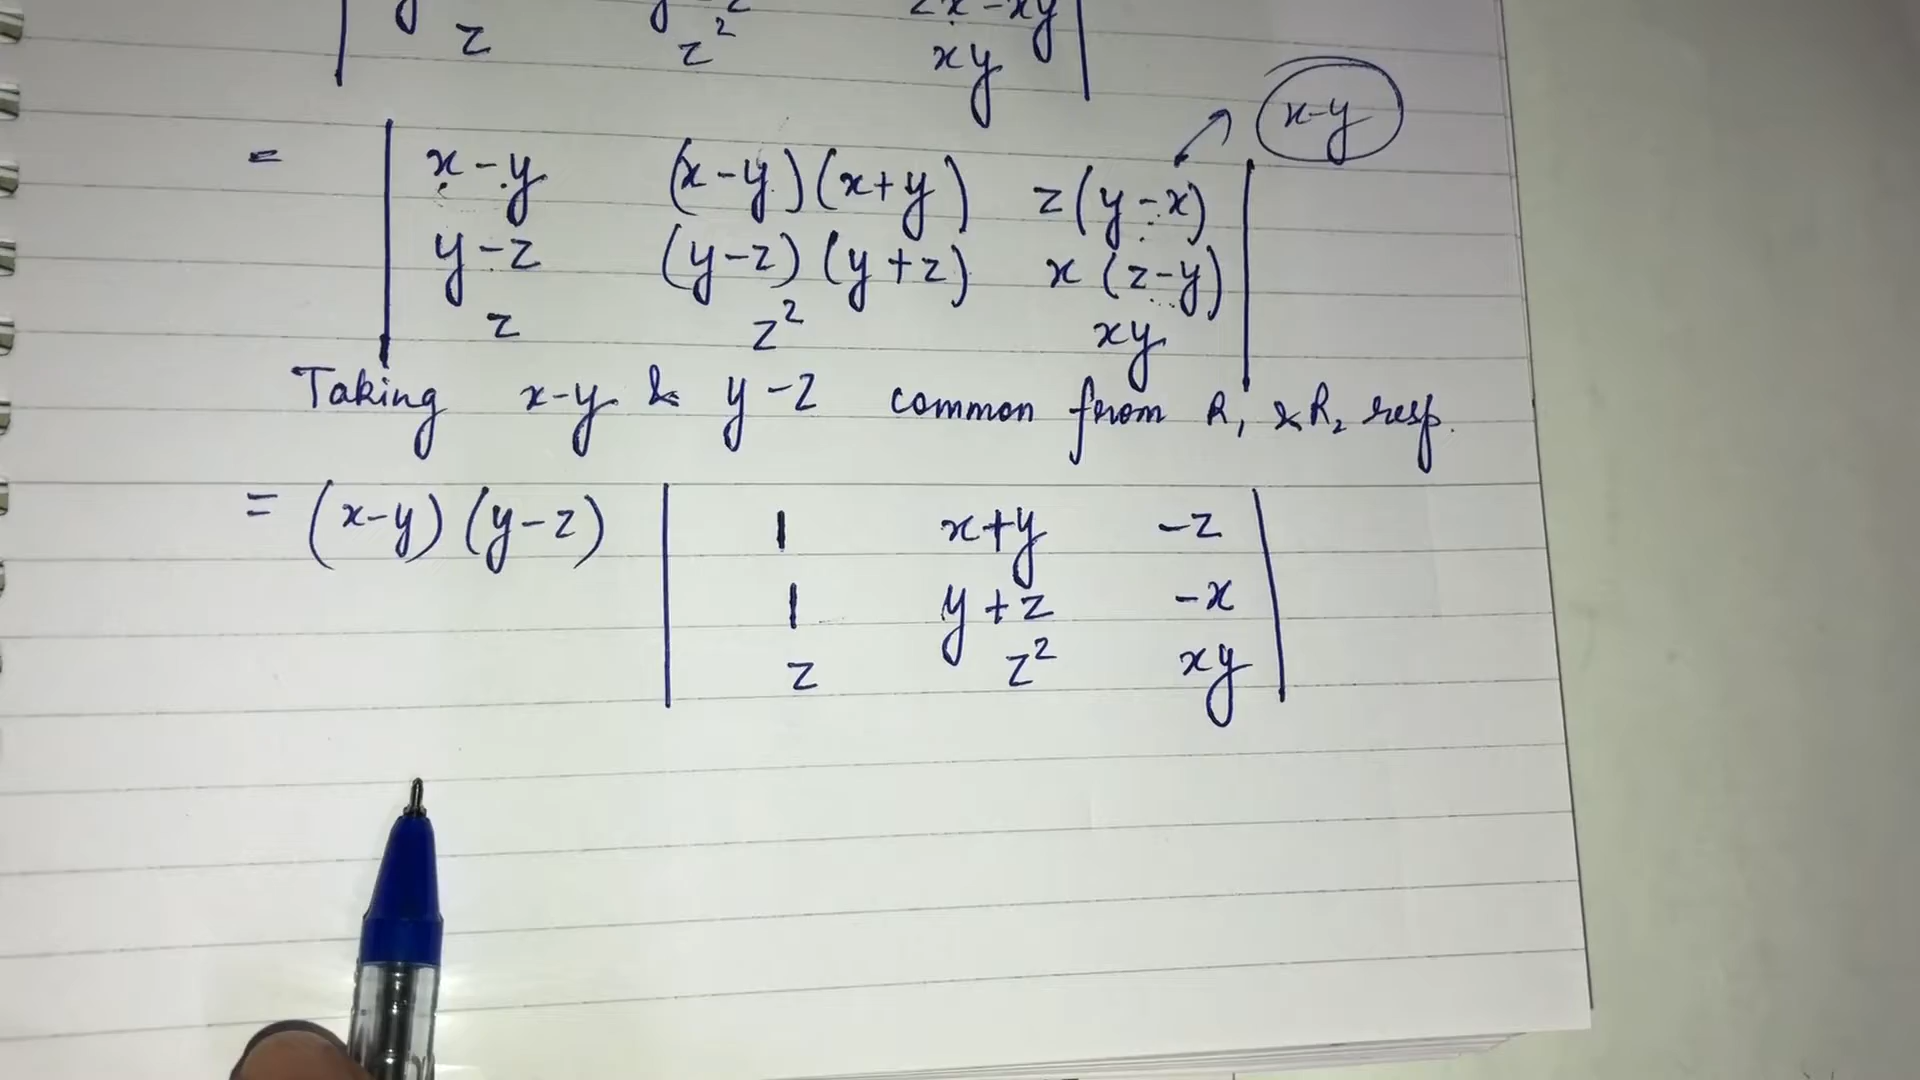 z z² xy
x-y
= | x-y (x-y)(x+y) z(y-x) |
| y-z (y-z)(y+z) x(z-y) |
| z z² xy |
Taking x-y & y-z common from R₁ & R₂ resp.
= (x-y)(y-z) | 1 x+y -z |
| 1 y+z -x |
| z z² xy |